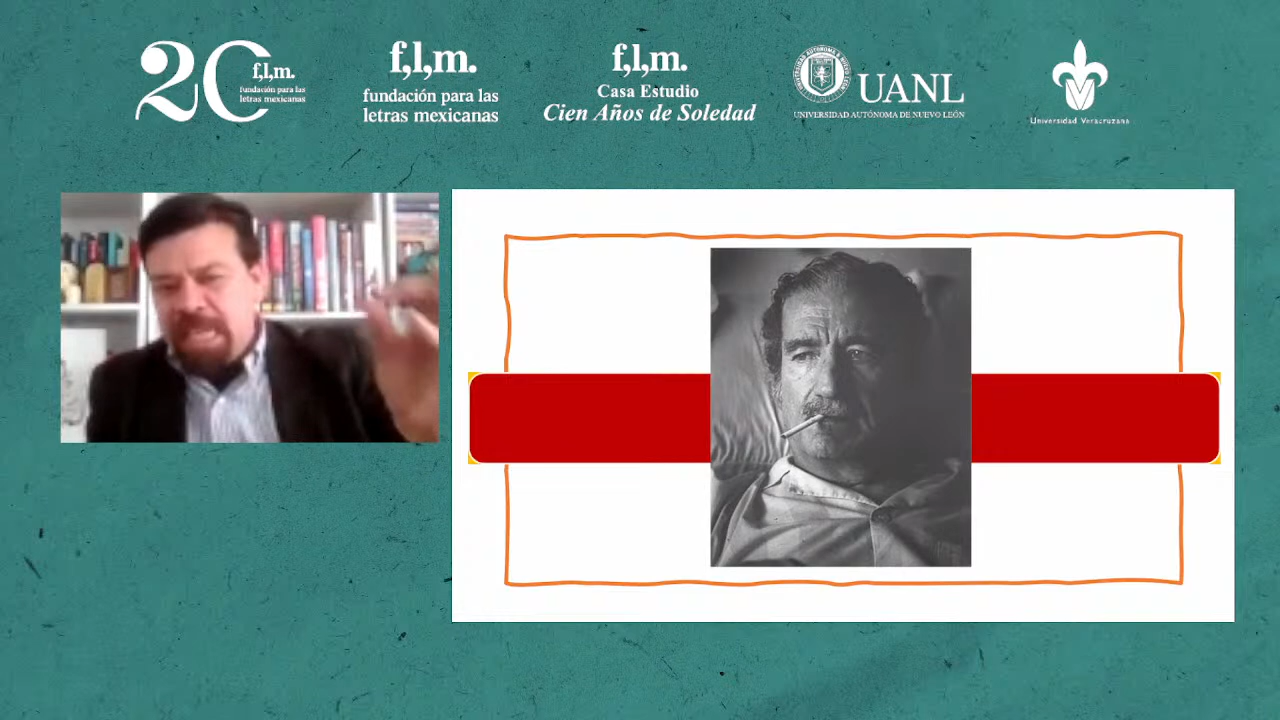 20 f,l,m.
fundación para las
letras mexicanas
f,l,m.
fundación para las
letras mexicanas
f,l,m.
Casa Estudio
Cien Años de Soledad
UANL
UNIVERSIDAD AUTÓNOMA DE NUEVO LEÓN
Universidad Veracruzana